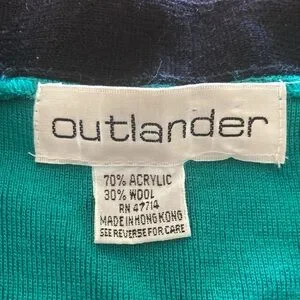 outlander
70% ACRYLIC
30% WOOL
RN 47714
MADE IN HONG KONG
SEE REVERSE FOR CARE